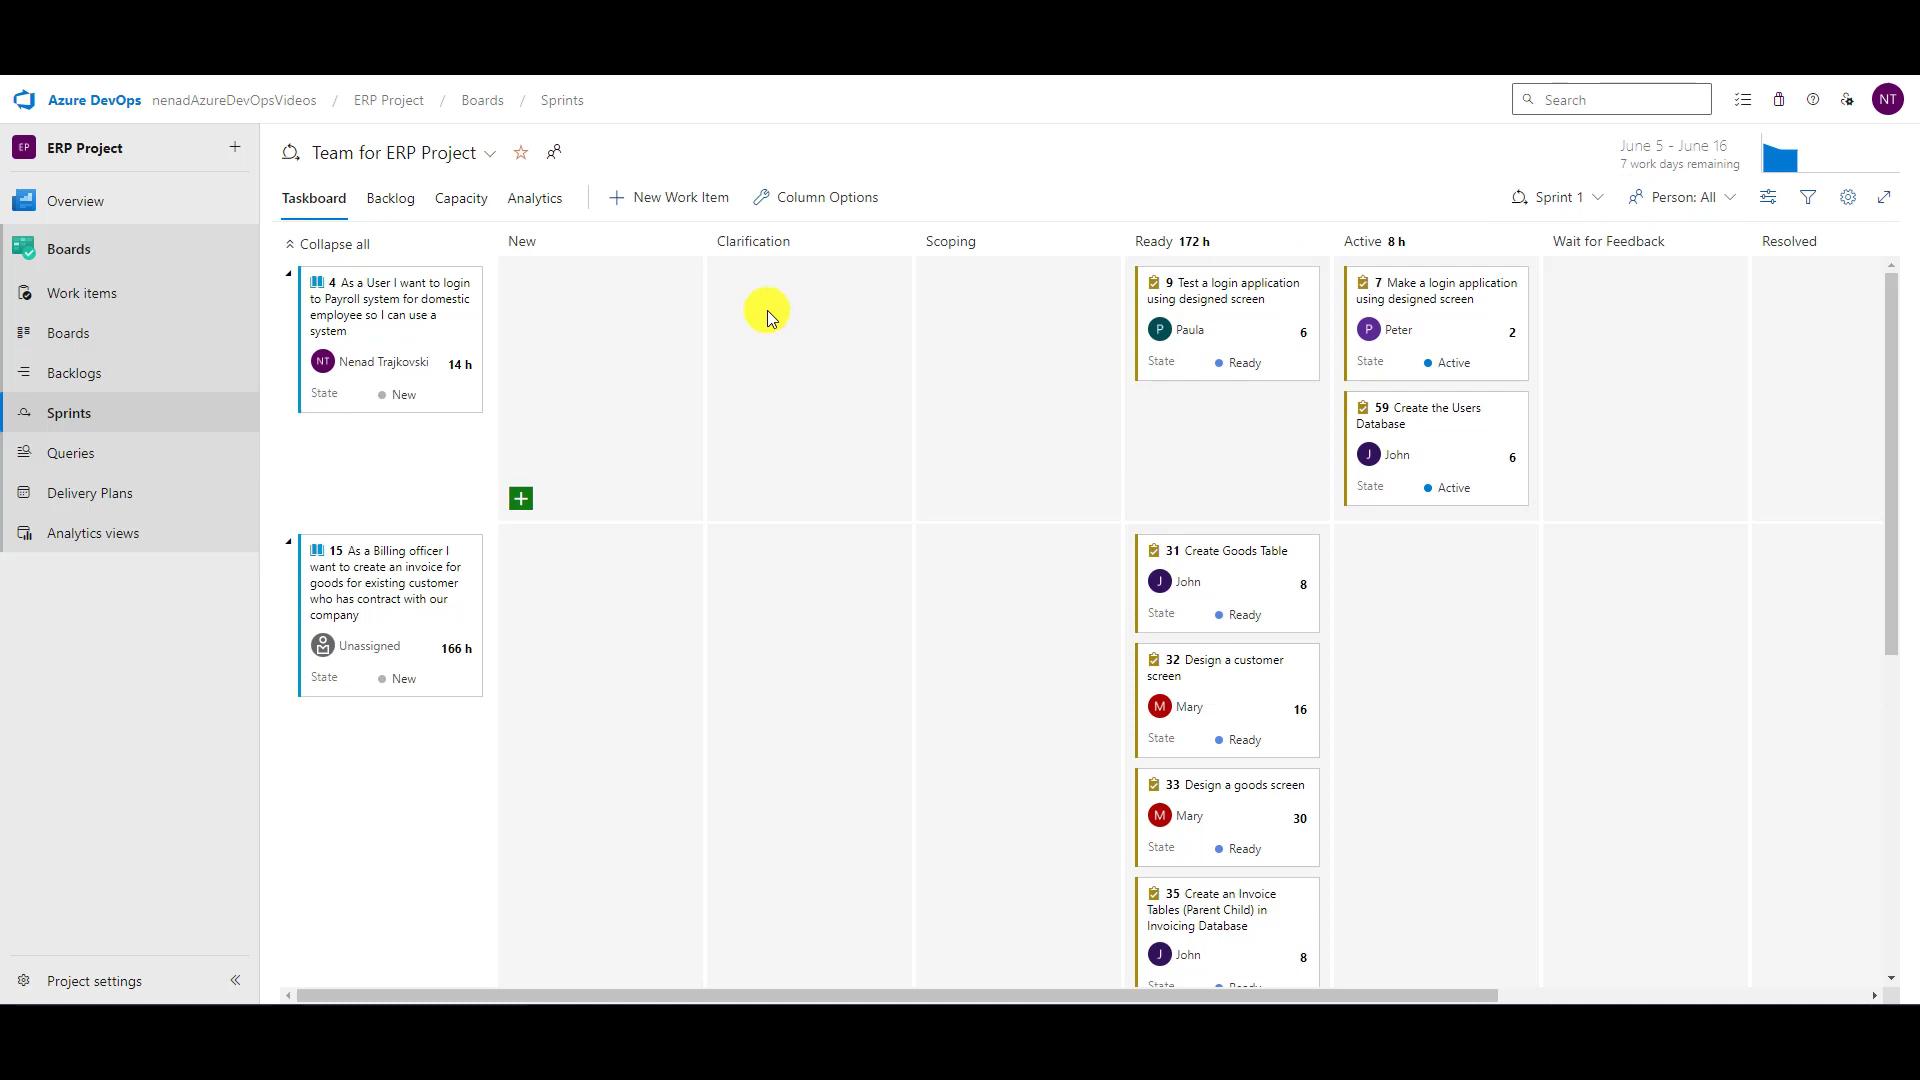 Azure DevOps nenadAzureDevOpsVideos / ERP Project / Boards / Sprints
Search
NT
EP ERP Project
Overview
Boards
Work items
Boards
Backlogs
Sprints
Queries
Delivery Plans
Analytics views
Project settings
Team for ERP Project
June 5 - June 16
7 work days remaining
Taskboard Backlog Capacity Analytics New Work Item Column Options
Sprint 1 Person: All
Collapse all
New
Clarification
Scoping
Ready 172 h
Active 8 h
Wait for Feedback
Resolved
4 As a User I want to login
to Payroll system for domestic
employee so I can use a
system
NT Nenad Trajkovski 14 h
State New
9 Test a login application
using designed screen
P Paula 6
State Ready
7 Make a login application
using designed screen
P Peter 2
State Active
59 Create the Users
Database
J John 6
State Active
15 As a Billing officer I
want to create an invoice for
goods for existing customer
who has contract with our
company
Unassigned 166 h
State New
31 Create Goods Table
J John 8
State Ready
32 Design a customer
screen
M Mary 16
State Ready
33 Design a goods screen
M Mary 30
State Ready
35 Create an Invoice
Tables (Parent Child) in
Invoicing Database
J John 8
State Ready